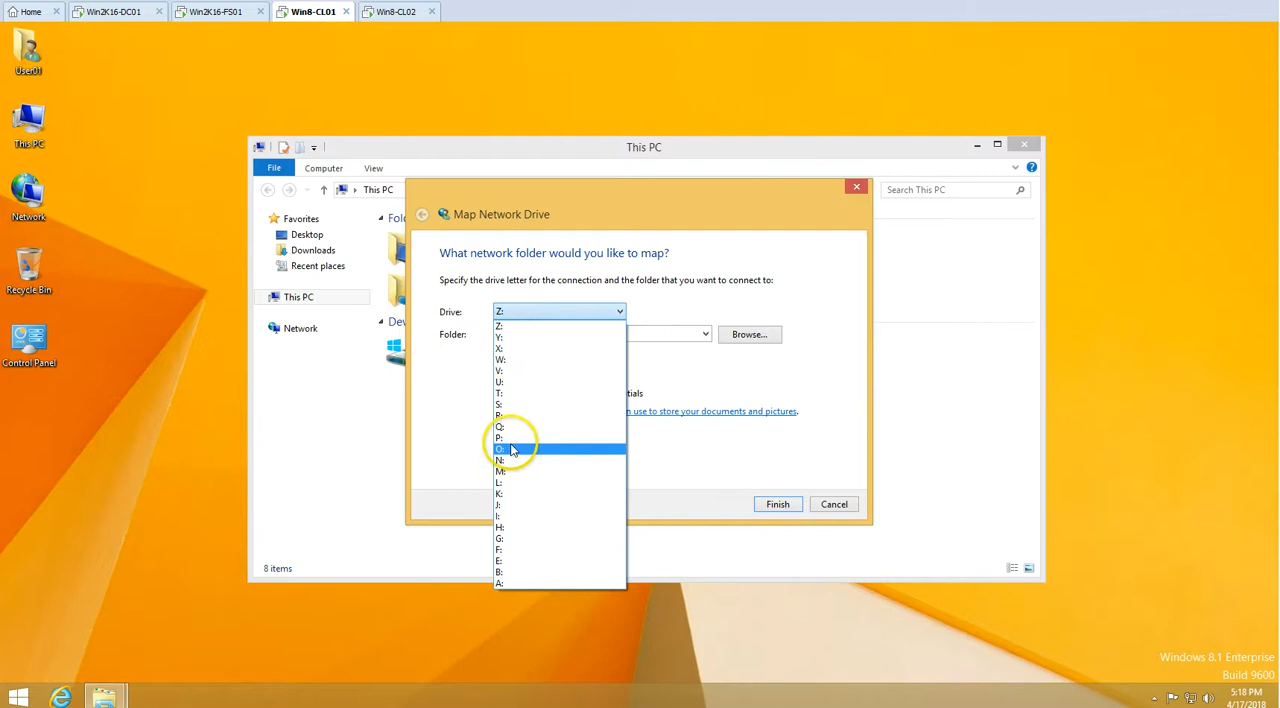 Home
Win2K16-DC01
Win2K16-FS01
Win8-CL01
Win8-CL02
User01
This PC
Network
Recycle Bin
Control Panel
This PC
File
Computer
View
This PC
Search This PC
Favorites
Desktop
Downloads
Recent places
This PC
Network
8 items
Map Network Drive
What network folder would you like to map?
Specify the drive letter for the connection and the folder that you want to connect to:
Drive:
Z:
Folder:
Browse...
Z:
Y:
X:
W:
V:
U:
T:
S:
R:
Q:
P:
O:
N:
M:
L:
K:
J:
I:
H:
G:
F:
E:
B:
A:
n use to store your documents and pictures.
Finish
Cancel
Windows 8.1 Enterprise
Build 9600
5:18 PM
4/17/2018